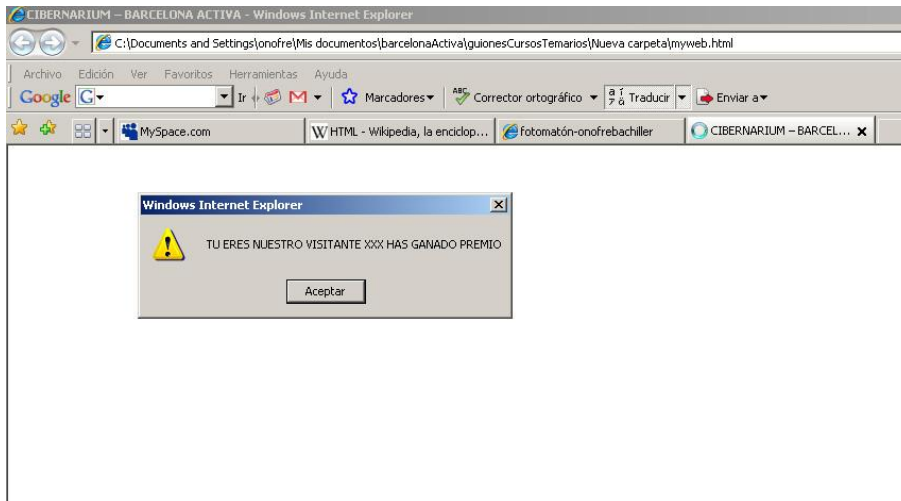 CIBERNARIUM – BARCELONA ACTIVA - Windows Internet Explorer
C:\Documents and Settings\onofre\Mis documentos\barcelonaActiva\guionesCursosTemarios\Nueva carpeta\myweb.html
Archivo Edición Ver Favoritos Herramientas Ayuda
Google G Ir Marcadores ABC Corrector ortográfico Traducir Enviar a
MySpace.com W HTML - Wikipedia, la enciclop... fotomatón-onofrebachiller CIBERNARIUM – BARCEL...
Windows Internet Explorer
TU ERES NUESTRO VISITANTE XXX HAS GANADO PREMIO
Aceptar